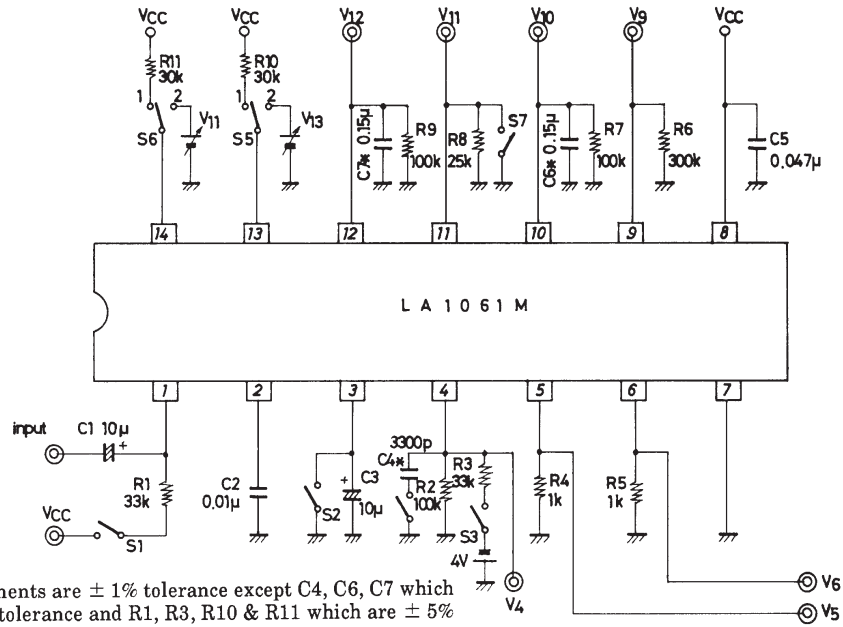 VCC VCC V12 V11 V10 V9 VCC
R11 30k R10 30k
1 2 1 2
S6 V11 S5 V13
C7* 0.15µ R9 100k R8 25k S7 C6* 0.15µ R7 100k R6 300k C5 0.047µ
14 13 12 11 10 9 8
LA1061M
1 2 3 4 5 6 7
input C1 10µ +
R1 33k
VCC S1
C2 0.01µ
S2 + C3 10µ
3300p C4* R2 100k R3 33k
S3 4V V4
R4 1k R5 1k
V6
V5
nents are ± 1% tolerance except C4, C6, C7 which
tolerance and R1, R3, R10 & R11 which are ± 5%